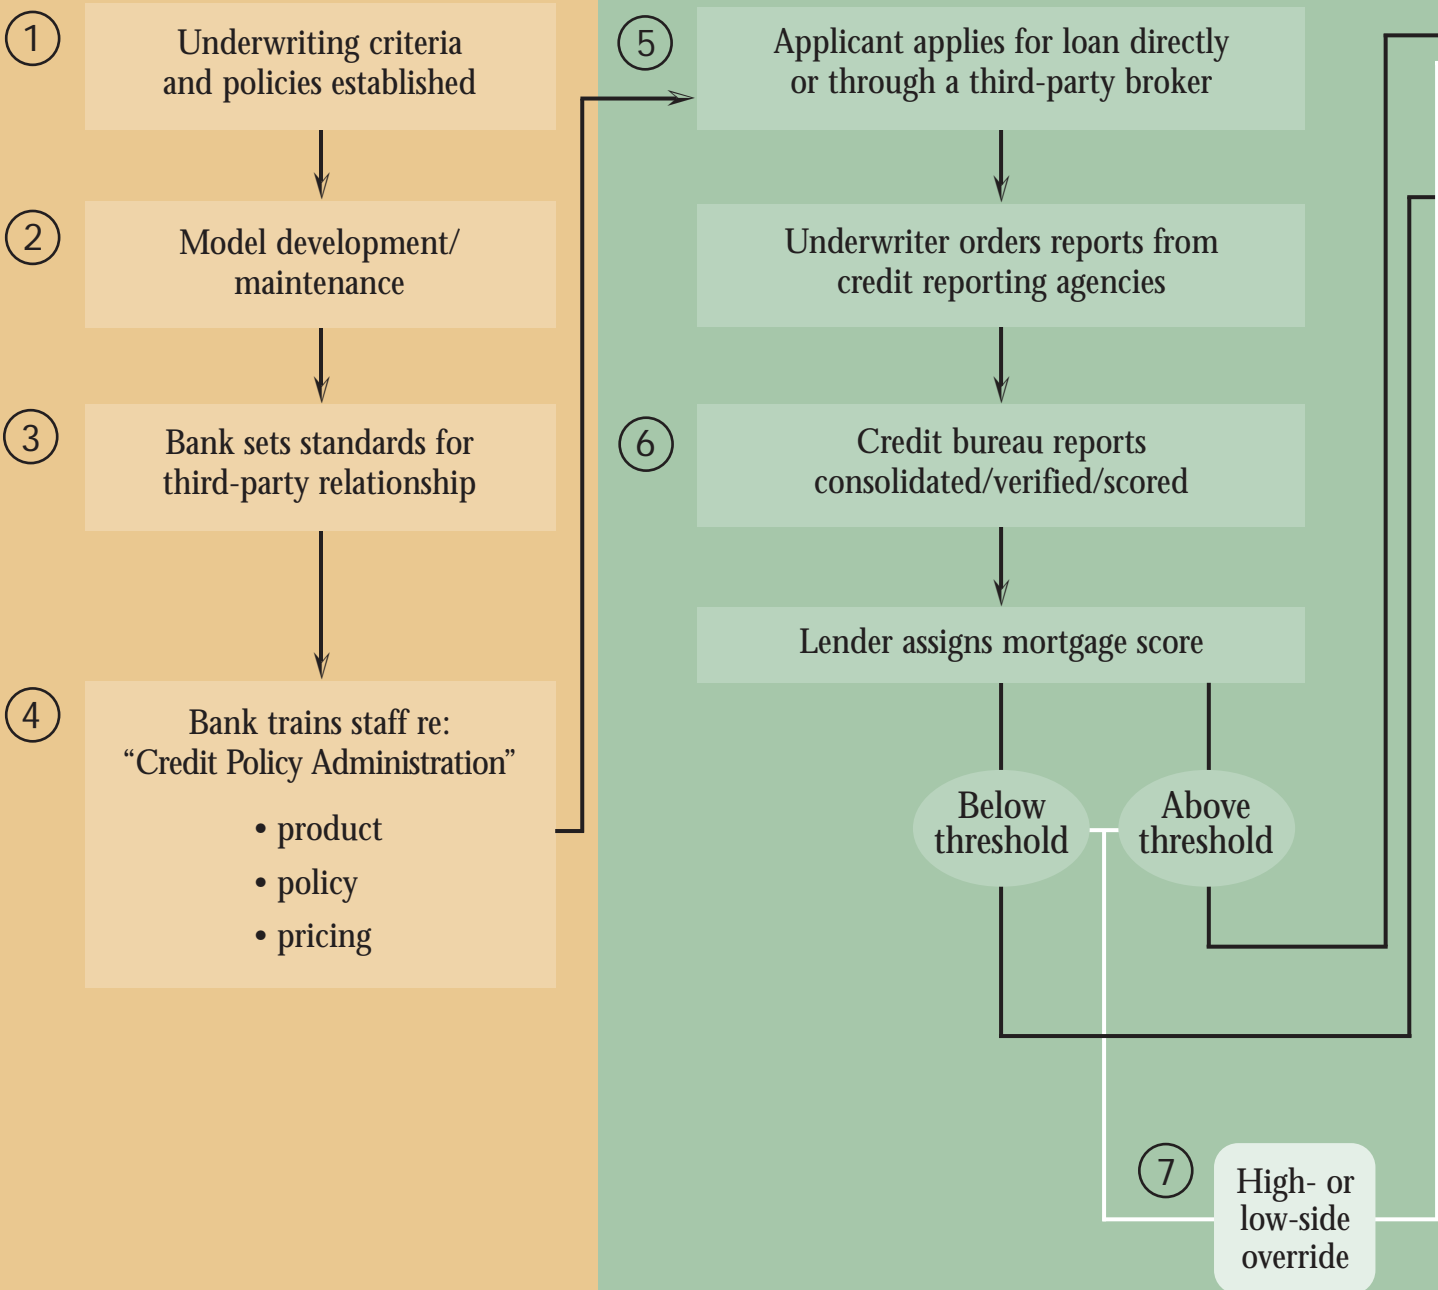 1
Underwriting criteria
and policies established
2
Model development/
maintenance
3
Bank sets standards for
third-party relationship
4
Bank trains staff re:
“Credit Policy Administration”
• product
• policy
• pricing
5
Applicant applies for loan directly
or through a third-party broker
Underwriter orders reports from
credit reporting agencies
6
Credit bureau reports
consolidated/verified/scored
Lender assigns mortgage score
Below
threshold
Above
threshold
7
High- or
low-side
override